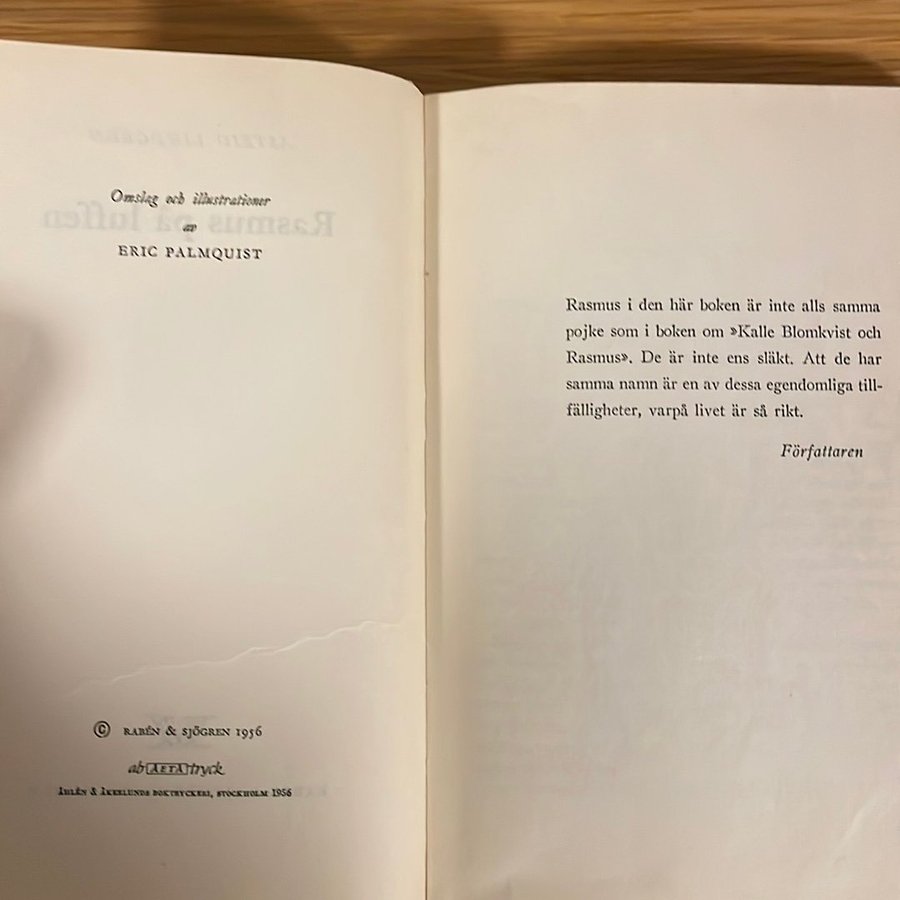 Omslag och illustrationer
av
ERIC PALMQUIST
© RABÉN & SJÖGREN 1956
ab AETA tryck
ÅHLÉN & ÅKERLUNDS BOKTRYCKERI, STOCKHOLM 1956
Rasmus i den här boken är inte alls samma
pojke som i boken om »Kalle Blomkvist och
Rasmus». De är inte ens släkt. Att de har
samma namn är en av dessa egendomliga till-
fälligheter, varpå livet är så rikt.
Författaren